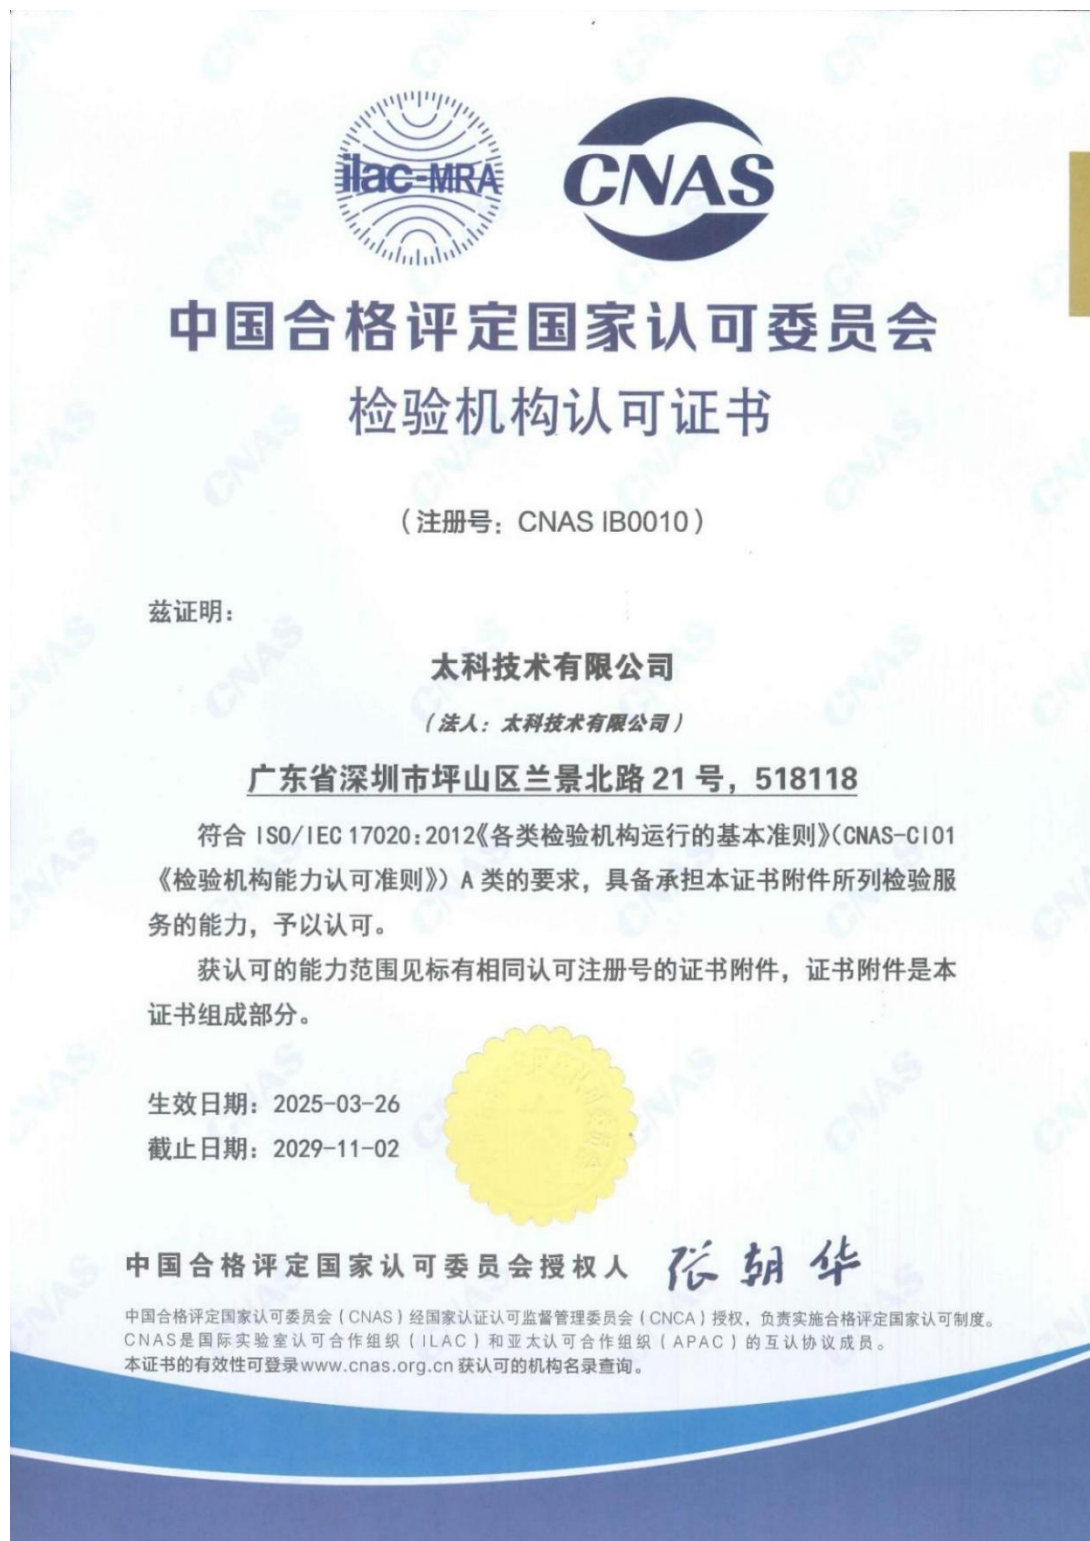 ilac-MRA
CNAS
中国合格评定国家认可委员会
检验机构认可证书
（注册号：CNAS IB0010）
兹证明：
太科技术有限公司
（法人：太科技术有限公司）
广东省深圳市坪山区兰景北路 21 号，518118
符合 ISO/IEC 17020:2012《各类检验机构运行的基本准则》（CNAS-CI01
《检验机构能力认可准则》）A 类的要求，具备承担本证书附件所列检验服
务的能力，予以认可。
获认可的能力范围见标有相同认可注册号的证书附件，证书附件是本
证书组成部分。
生效日期：2025-03-26
截止日期：2029-11-02
中国合格评定国家认可委员会授权人 张朝华
中国合格评定国家认可委员会（CNAS）经国家认证认可监督管理委员会（CNCA）授权，负责实施合格评定国家认可制度。
CNAS是国际实验室认可合作组织（ILAC）和亚太认可合作组织（APAC）的互认协议成员。
本证书的有效性可登录www.cnas.org.cn 获认可的机构名录查询。